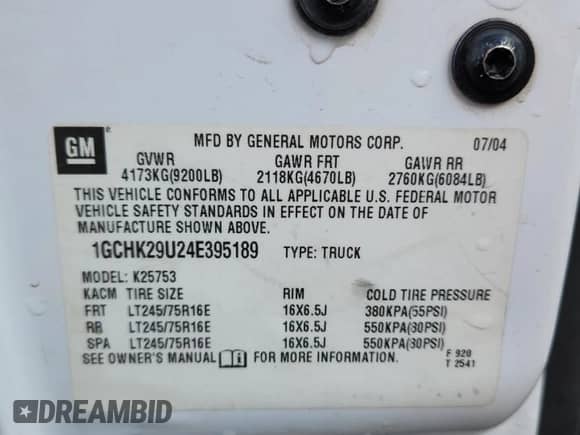 GM ®
MFD BY GENERAL MOTORS CORP. 07/04
GVWR GAWR FRT GAWR RR
4173KG(9200LB) 2118KG(4670LB) 2760KG(6084LB)
THIS VEHICLE CONFORMS TO ALL APPLICABLE U.S. FEDERAL MOTOR
VEHICLE SAFETY STANDARDS IN EFFECT ON THE DATE OF
MANUFACTURE SHOWN ABOVE.
1GCHK29U24E395189 TYPE: TRUCK
MODEL: K25753
KACM TIRE SIZE RIM COLD TIRE PRESSURE
FRT LT245/75R16E 16X6.5J 380KPA(55PSI)
RR LT245/75R16E 16X6.5J 550KPA(80PSI)
SPA LT245/75R16E 16X6.5J 550KPA(80PSI)
SEE OWNER'S MANUAL FOR MORE INFORMATION. F 920
T 2541
DREAMBID